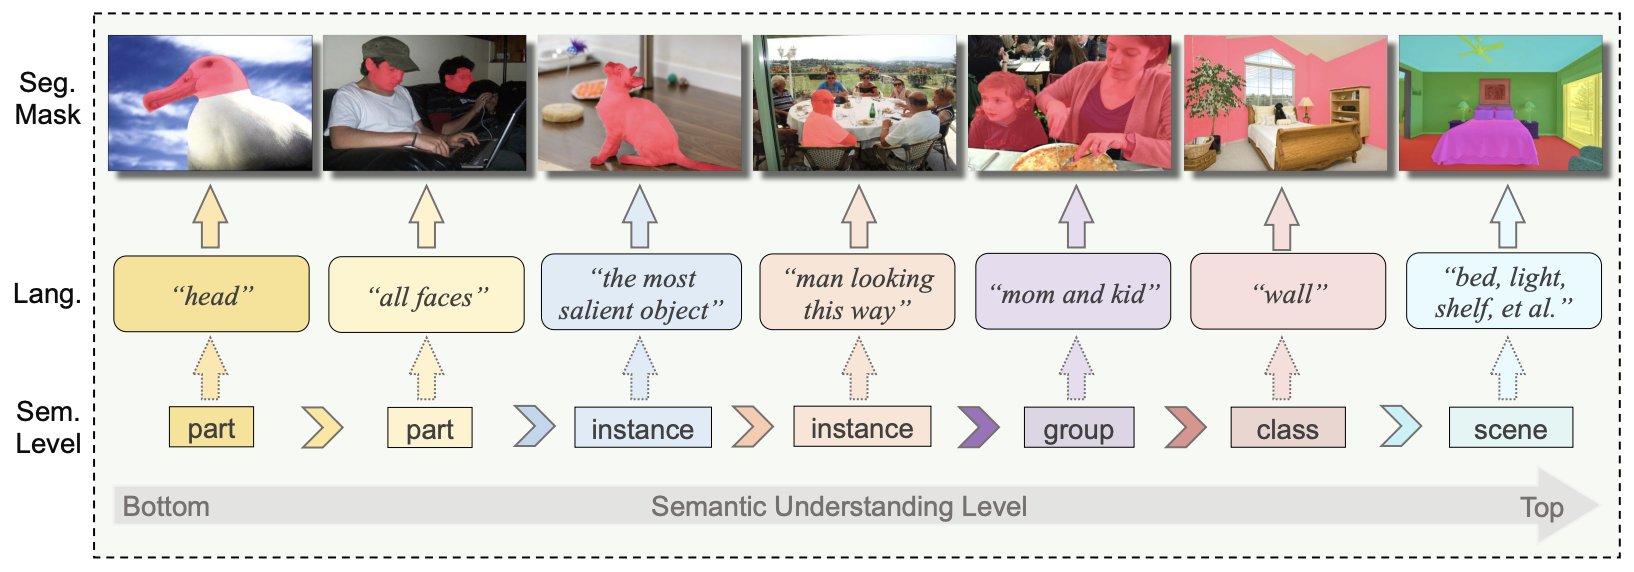 Seg.
Mask
Lang.
“head”
“all faces”
“the most
salient object”
“man looking
this way”
“mom and kid”
“wall”
“bed, light,
shelf, et al.”
Sem.
Level
part
part
instance
instance
group
class
scene
Bottom
Semantic Understanding Level
Top